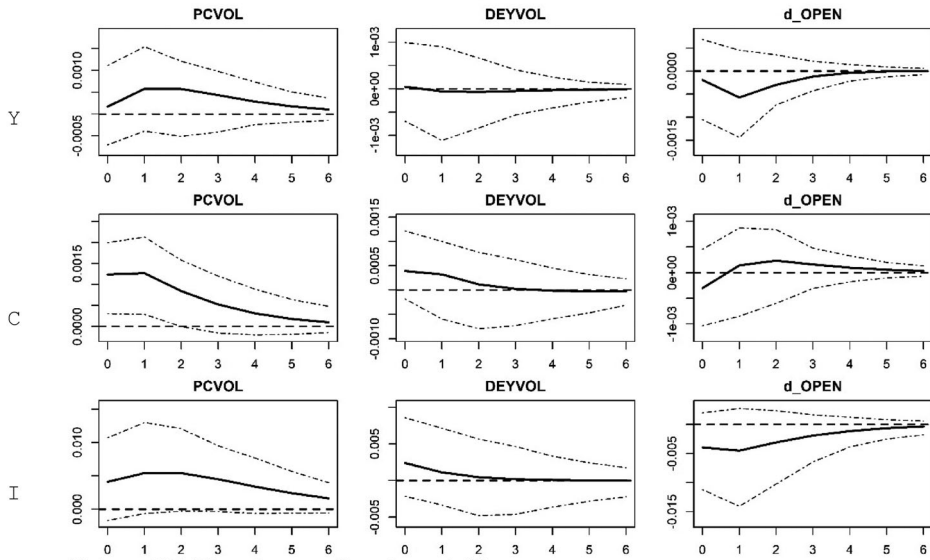 PCVOL DEYVOL d_OPEN
Y
0.0010
-0.0005
1e-03
0e+00
-1e-03
0.0000
-0.0015
0 1 2 3 4 5 6 0 1 2 3 4 5 6 0 1 2 3 4 5 6
PCVOL DEYVOL d_OPEN
C
0.0015
0.0000
0.0015
0.0005
-0.0010
1e-03
0e+00
-1e-03
0 1 2 3 4 5 6 0 1 2 3 4 5 6 0 1 2 3 4 5 6
PCVOL DEYVOL d_OPEN
I
0.010
0.000
0.005
-0.005
-0.005
-0.015
0 1 2 3 4 5 6 0 1 2 3 4 5 6 0 1 2 3 4 5 6